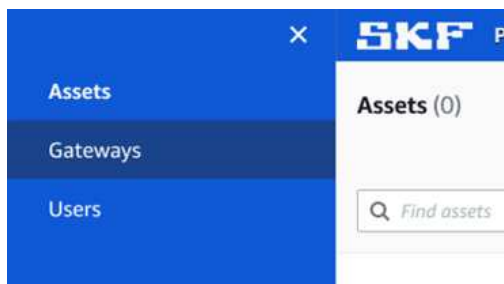 SKF P
Assets
Assets (0)
Gateways
Users
Find assets